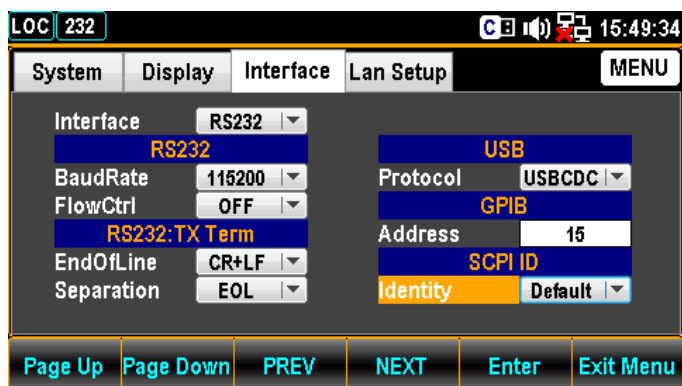 LOC 232 C 15:49:34
System Display Interface Lan Setup MENU
Interface RS232
RS232
BaudRate 115200
FlowCtrl OFF
RS232:TX Term
EndOfLine CR+LF
Separation EOL
USB
Protocol USBCDC
GPIB
Address 15
SCPI ID
Identity Default
Page Up Page Down PREV NEXT Enter Exit Menu